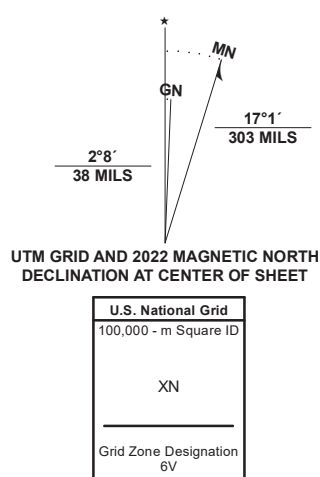 ★
MN
GN
17°1´
303 MILS
2°8´
38 MILS
UTM GRID AND 2022 MAGNETIC NORTH
DECLINATION AT CENTER OF SHEET
U.S. National Grid
100,000 - m Square ID
XN
Grid Zone Designation
6V